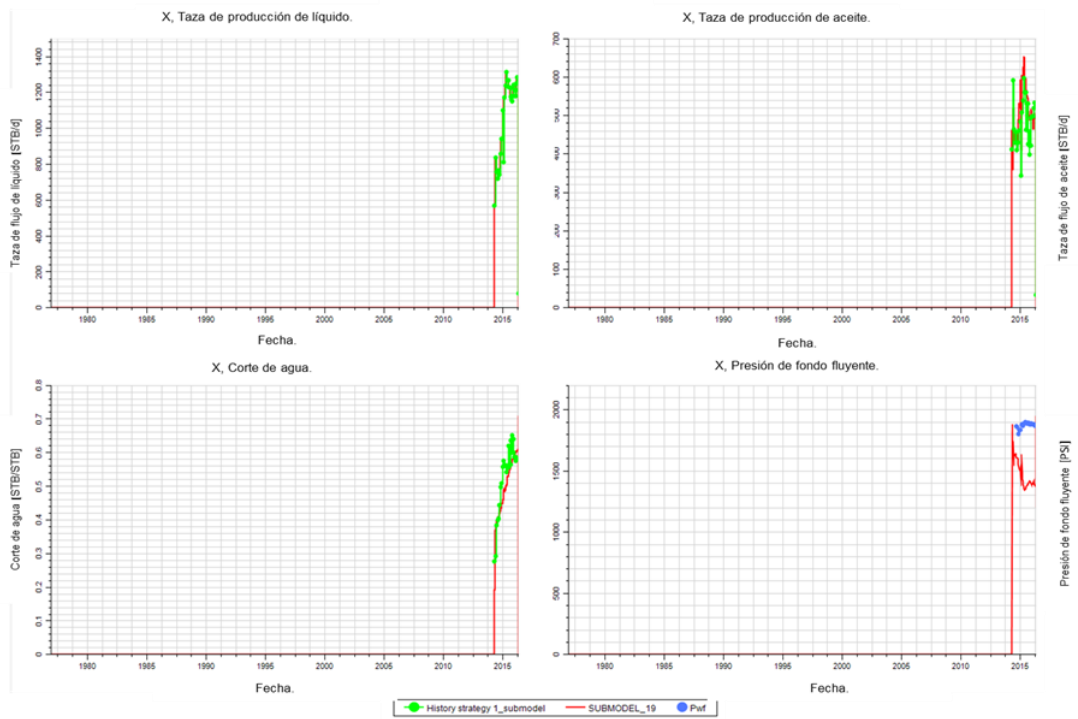 X, Taza de producción de líquido.
Taza de flujo de líquido [STB/d]
1400
1200
1000
800
600
400
200
0
1980 1985 1990 1995 2000 2005 2010 2015
Fecha.
X, Taza de producción de aceite.
700
600
500
400
300
200
100
0
1980 1985 1990 1995 2000 2005 2010 2015
Fecha.
Taza de flujo de aceite [STB/d]
X, Corte de agua.
Corte de agua [STB/STB]
0.8
0.7
0.6
0.5
0.4
0.3
0.2
0.1
0
1980 1985 1990 1995 2000 2005 2010 2015
Fecha.
X, Presión de fondo fluyente.
2000
1500
1000
500
0
1980 1985 1990 1995 2000 2005 2010 2015
Fecha.
Presión de fondo fluyente [PSI]
History strategy 1_submodel SUBMODEL_19 Pwf